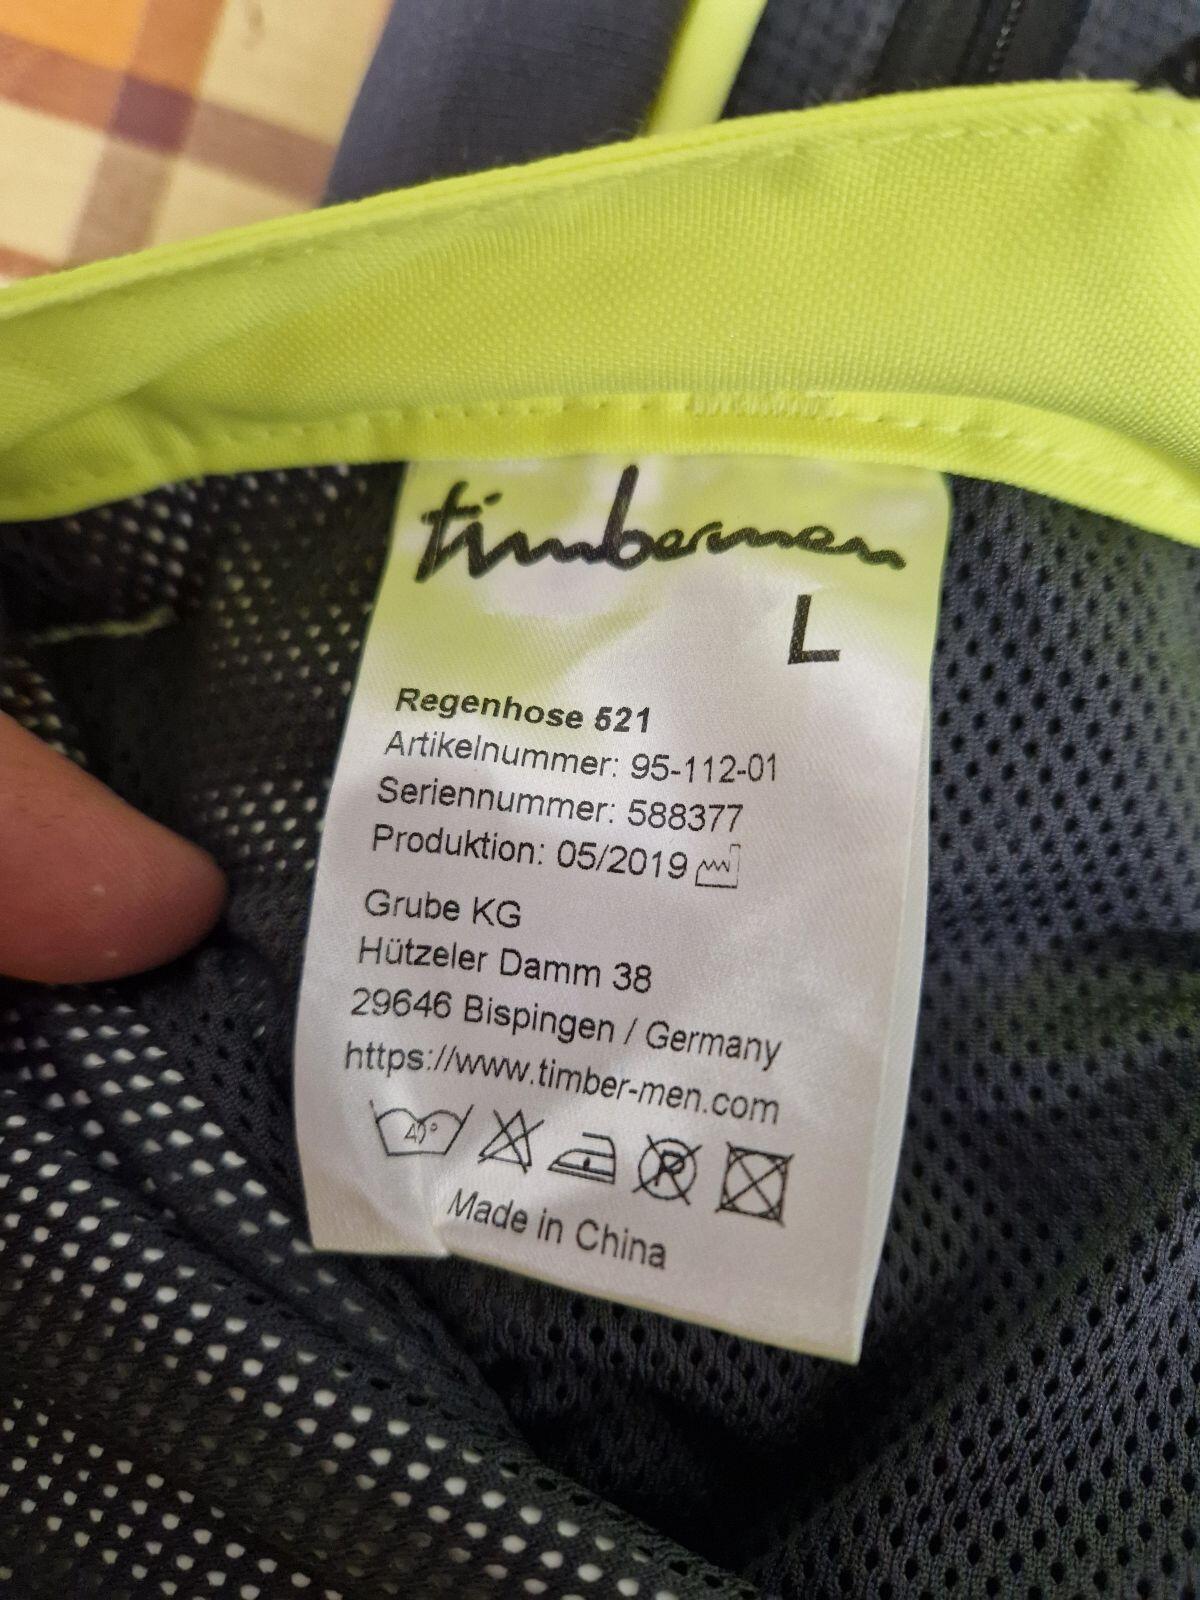 timbermen
L
Regenhose 521
Artikelnummer: 95-112-01
Seriennummer: 588377
Produktion: 05/2019
Grube KG
Hützeler Damm 38
29646 Bispingen / Germany
https://www.timber-men.com
40° P
Made in China